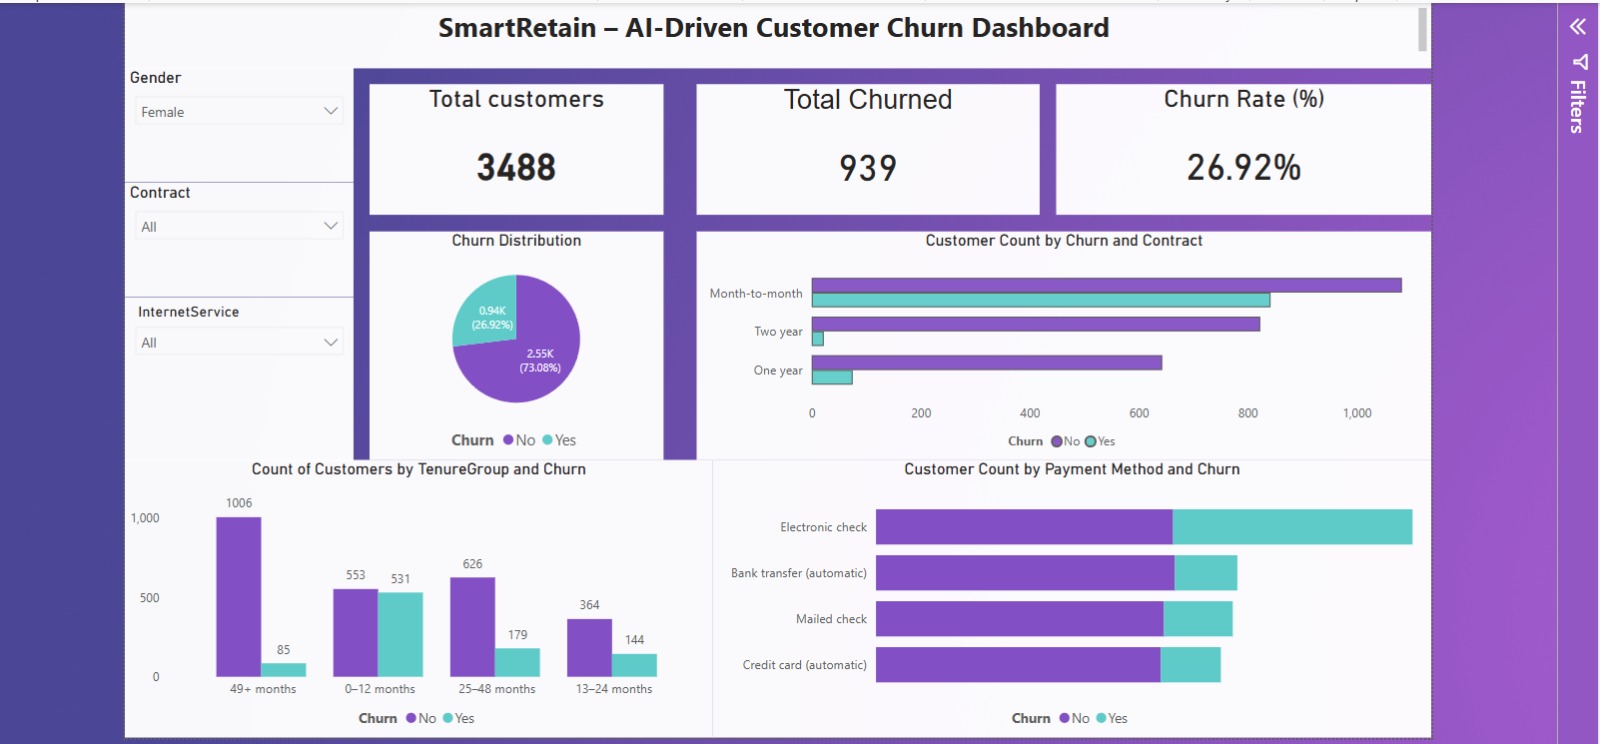 SmartRetain – AI-Driven Customer Churn Dashboard
Filters
Gender
Female
Contract
All
InternetService
All
Total customers
3488
Total Churned
939
Churn Rate (%)
26.92%
Churn Distribution
0.94K
(26.92%)
2.55K
(73.08%)
Churn No Yes
Customer Count by Churn and Contract
Month-to-month
Two year
One year
0 200 400 600 800 1,000
Churn No Yes
Count of Customers by TenureGroup and Churn
1,000
500
0
1006
85
553
531
626
179
364
144
49+ months 0–12 months 25–48 months 13–24 months
Churn No Yes
Customer Count by Payment Method and Churn
Electronic check
Bank transfer (automatic)
Mailed check
Credit card (automatic)
Churn No Yes